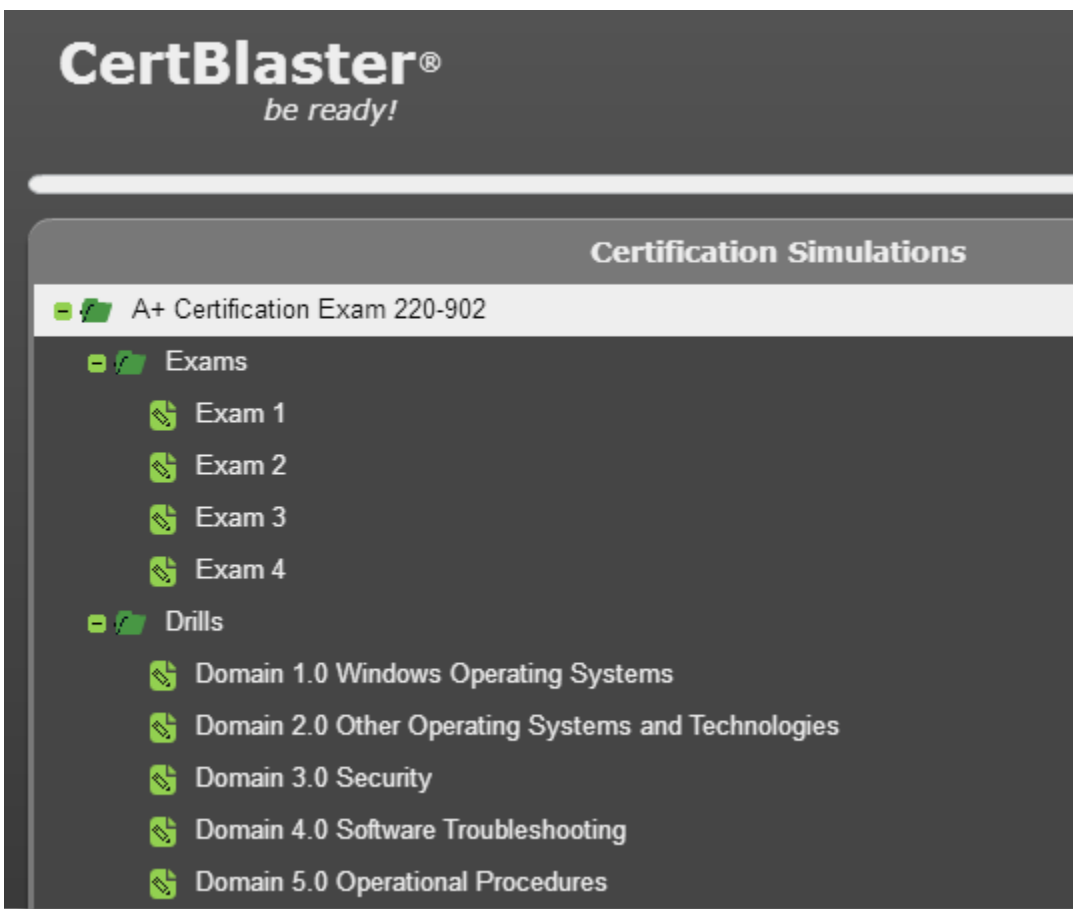 CertBlaster®
be ready!
Certification Simulations
A+ Certification Exam 220-902
Exams
Exam 1
Exam 2
Exam 3
Exam 4
Drills
Domain 1.0 Windows Operating Systems
Domain 2.0 Other Operating Systems and Technologies
Domain 3.0 Security
Domain 4.0 Software Troubleshooting
Domain 5.0 Operational Procedures